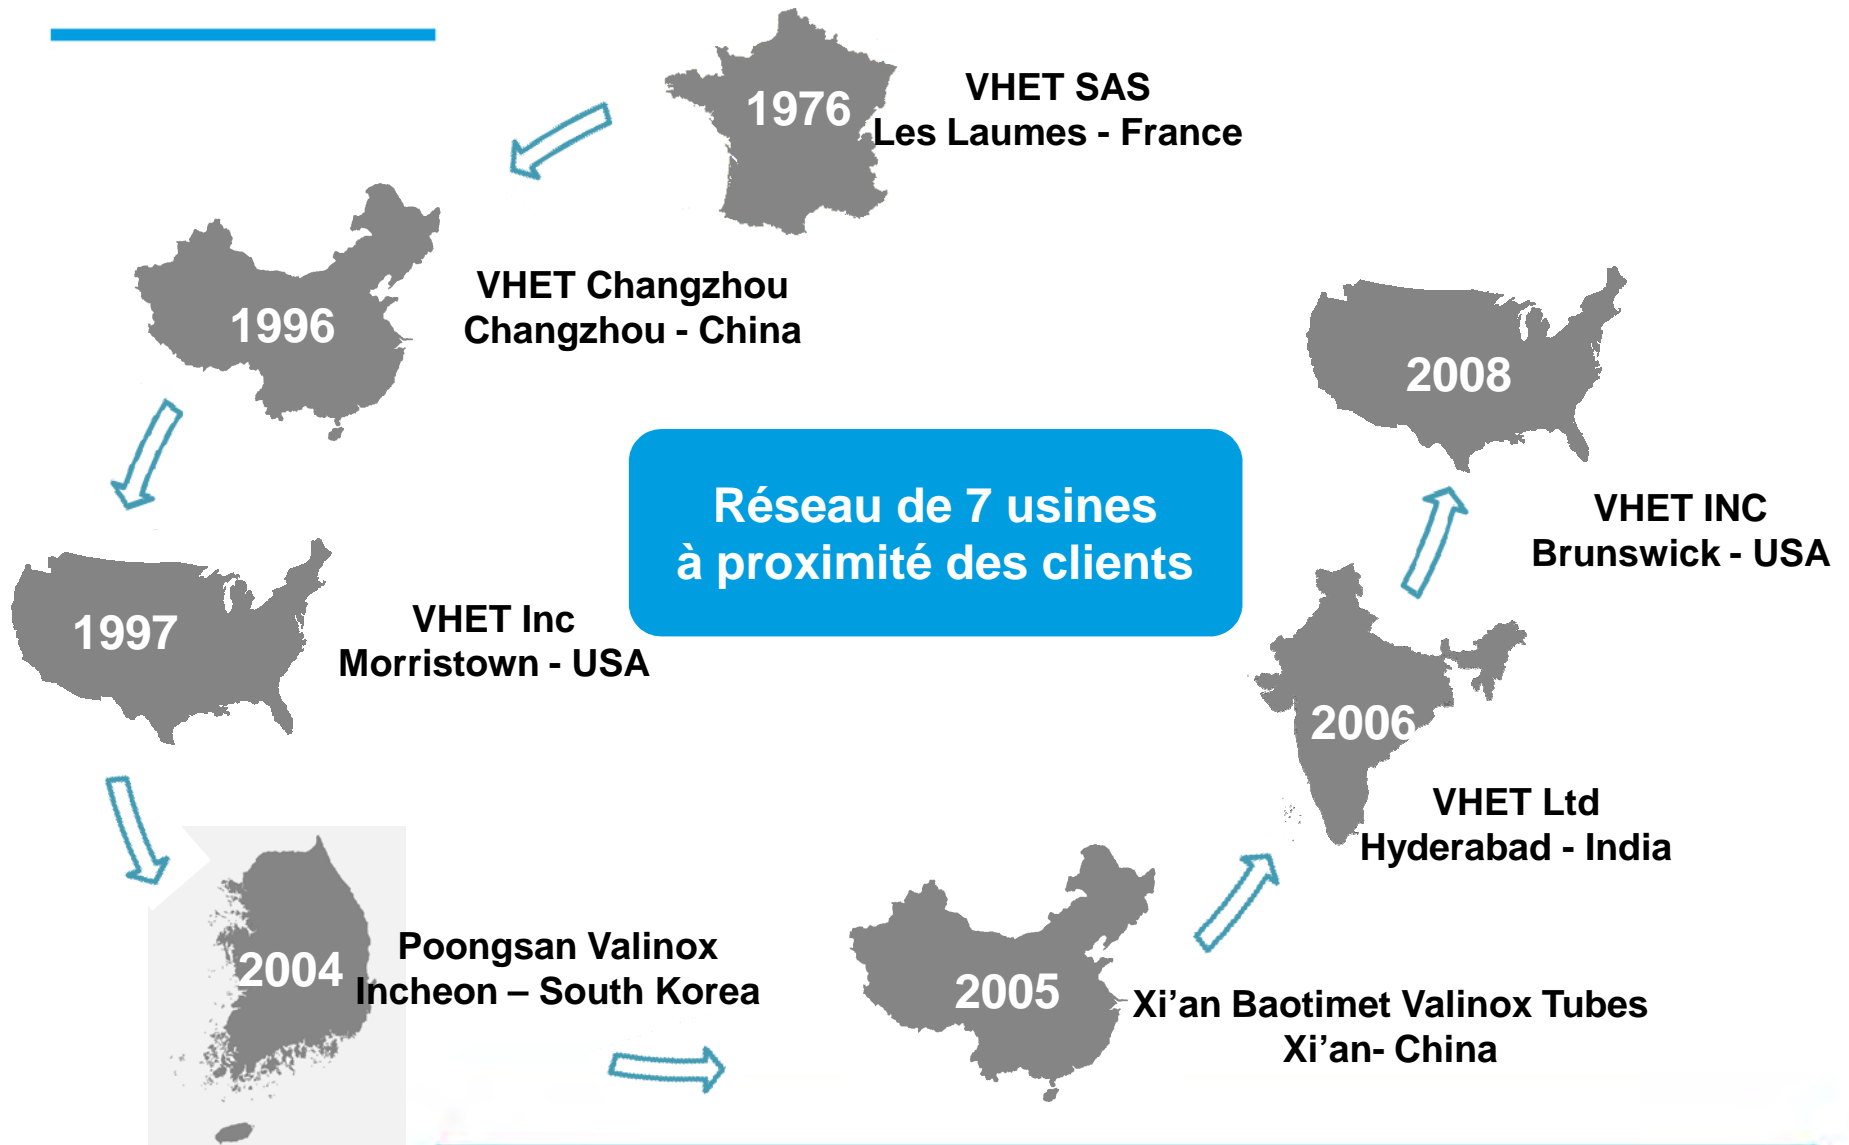 1976
VHET SAS
Les Laumes - France
1996
VHET Changzhou
Changzhou - China
1997
VHET Inc
Morristown - USA
2004
Poongsan Valinox
Incheon – South Korea
2005
Xi’an Baotimet Valinox Tubes
Xi’an- China
2006
VHET Ltd
Hyderabad - India
2008
VHET INC
Brunswick - USA
Réseau de 7 usines
à proximité des clients